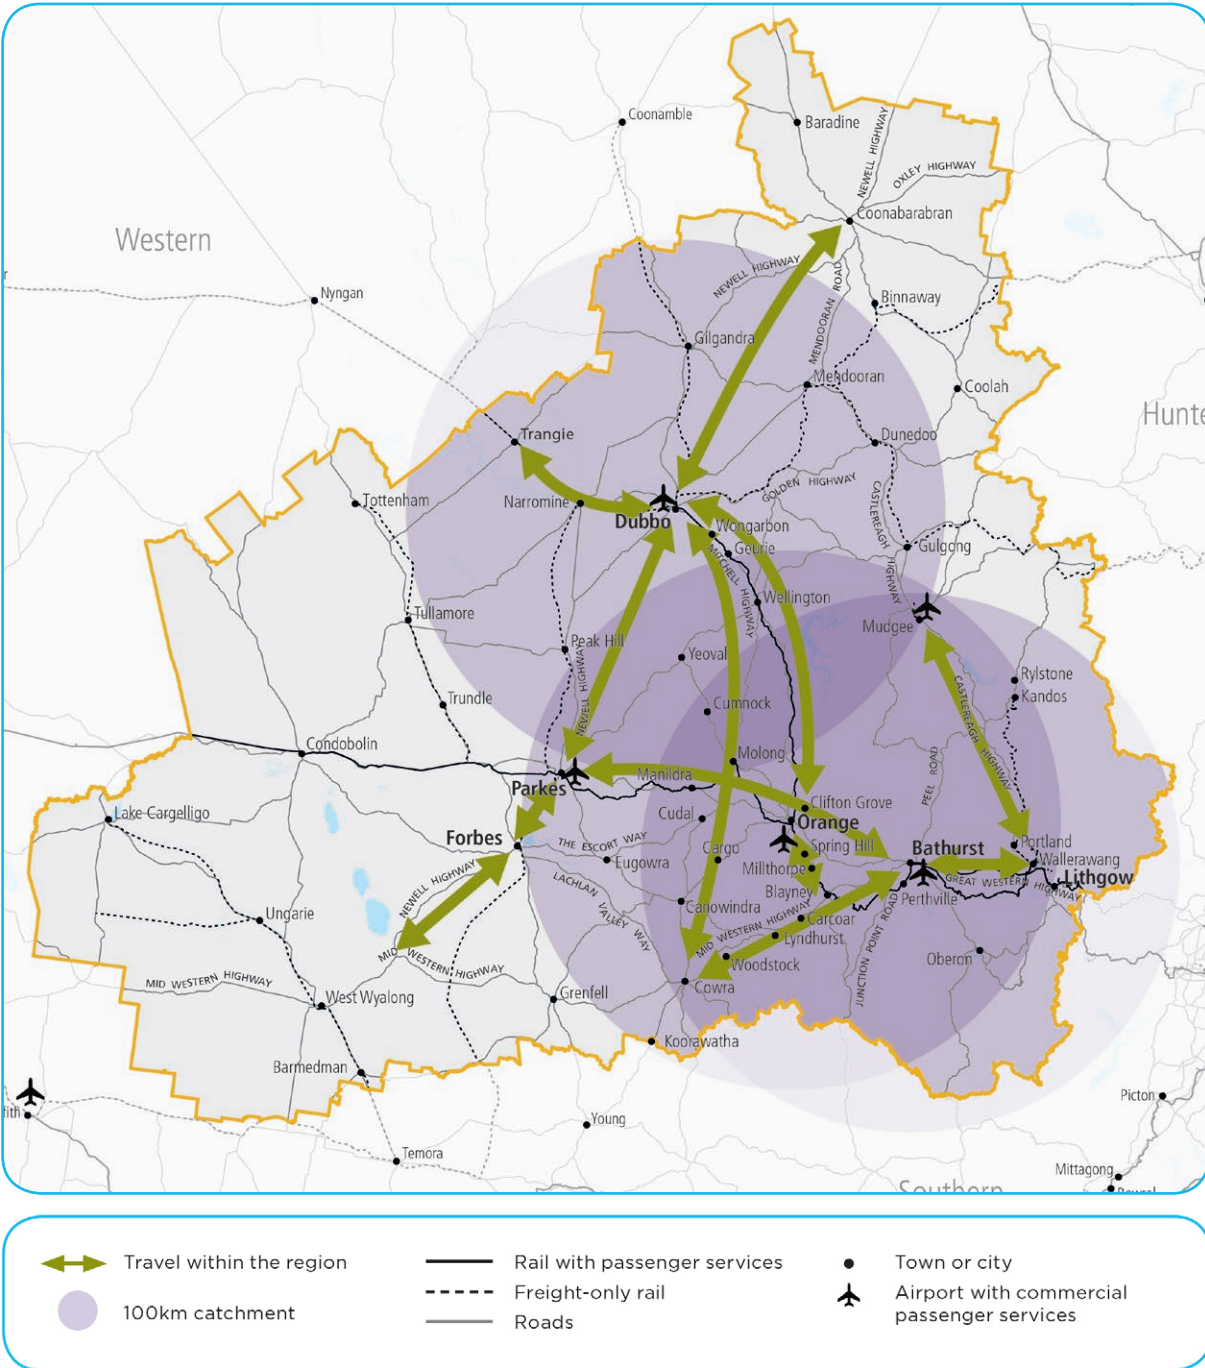 Coonamble
Baradine
NEWELL HIGHWAY
OXLEY HIGHWAY
Coonabarabran
Western
NEWELL HIGHWAY
MENDOORAN ROAD
Nyngan
Binnaway
Gilgandra
Mendooran
Coolah
Hunte
Trangie
Dunedoo
GOLDEN HIGHWAY
CASTLEREAGH HIGHWAY
Tottenham
Narromine
Dubbo
Wongarbon
Geurie
MITCHELL HIGHWAY
Gulgong
Wellington
Tullamore
Mudgee
Peak Hill
Yeoval
NEWELL HIGHWAY
Rylstone
Kandos
CASTLEREAGH HIGHWAY
Trundle
Cumnock
Condobolin
Molong
PEEL ROAD
Manildra
Parkes
Lake Cargelligo
Cudal
Clifton Grove
Orange
Forbes
THE ESCORT WAY
Eugowra
Cargo
Spring Hill
Millthorpe
Bathurst
Portland
Wallerawang
Lithgow
GREAT WESTERN HIGHWAY
NEWELL HIGHWAY
LACHLAN VALLEY WAY
Blayney
Perthville
Canowindra
Carcoar
Ungarie
MID WESTERN HIGHWAY
Lyndhurst
JUNCTION POINT ROAD
MID WESTERN HIGHWAY
Woodstock
Oberon
MID WESTERN HIGHWAY
West Wyalong
Grenfell
Cowra
Koorawatha
Barmedman
Picton
ith
Young
Temora
Mittagong
Southern
Bowral
Travel within the region
100km catchment
Rail with passenger services
Freight-only rail
Roads
Town or city
Airport with commercial
passenger services